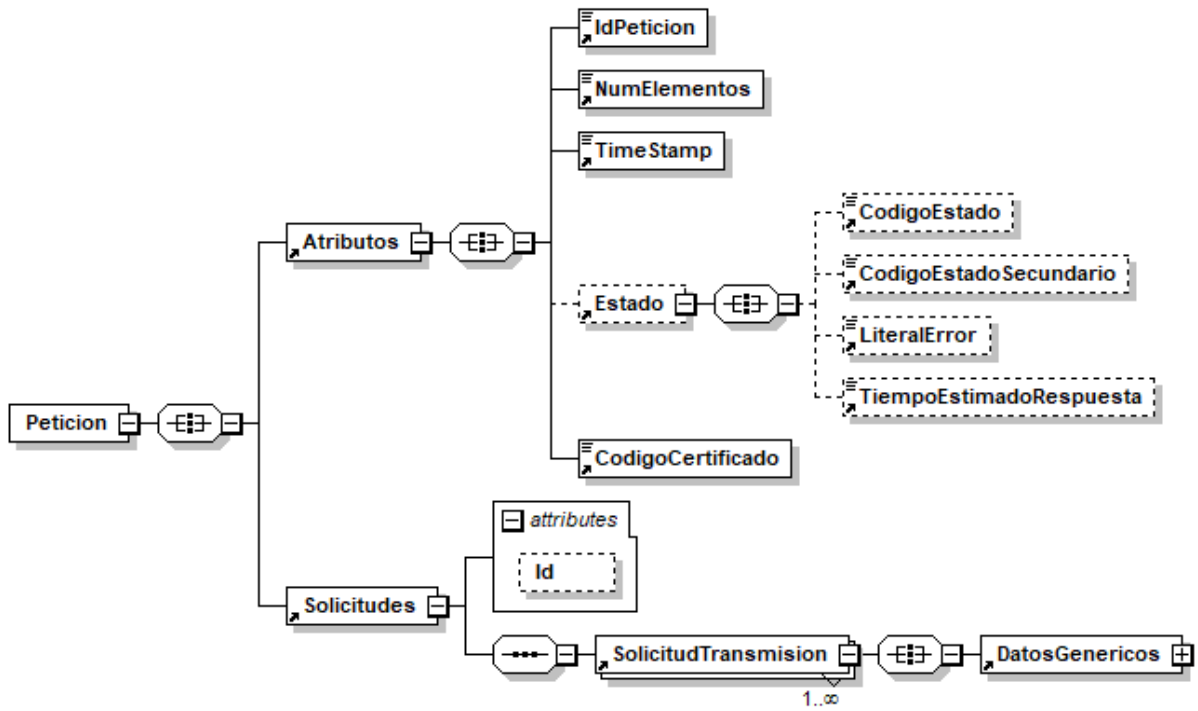 IdPeticion
NumElementos
TimeStamp
CodigoEstado
Atributos
CodigoEstadoSecundario
Estado
LiteralError
TiempoEstimadoRespuesta
Peticion
CodigoCertificado
attributes
Id
Solicitudes
SolicitudTransmision
DatosGenericos
1..∞